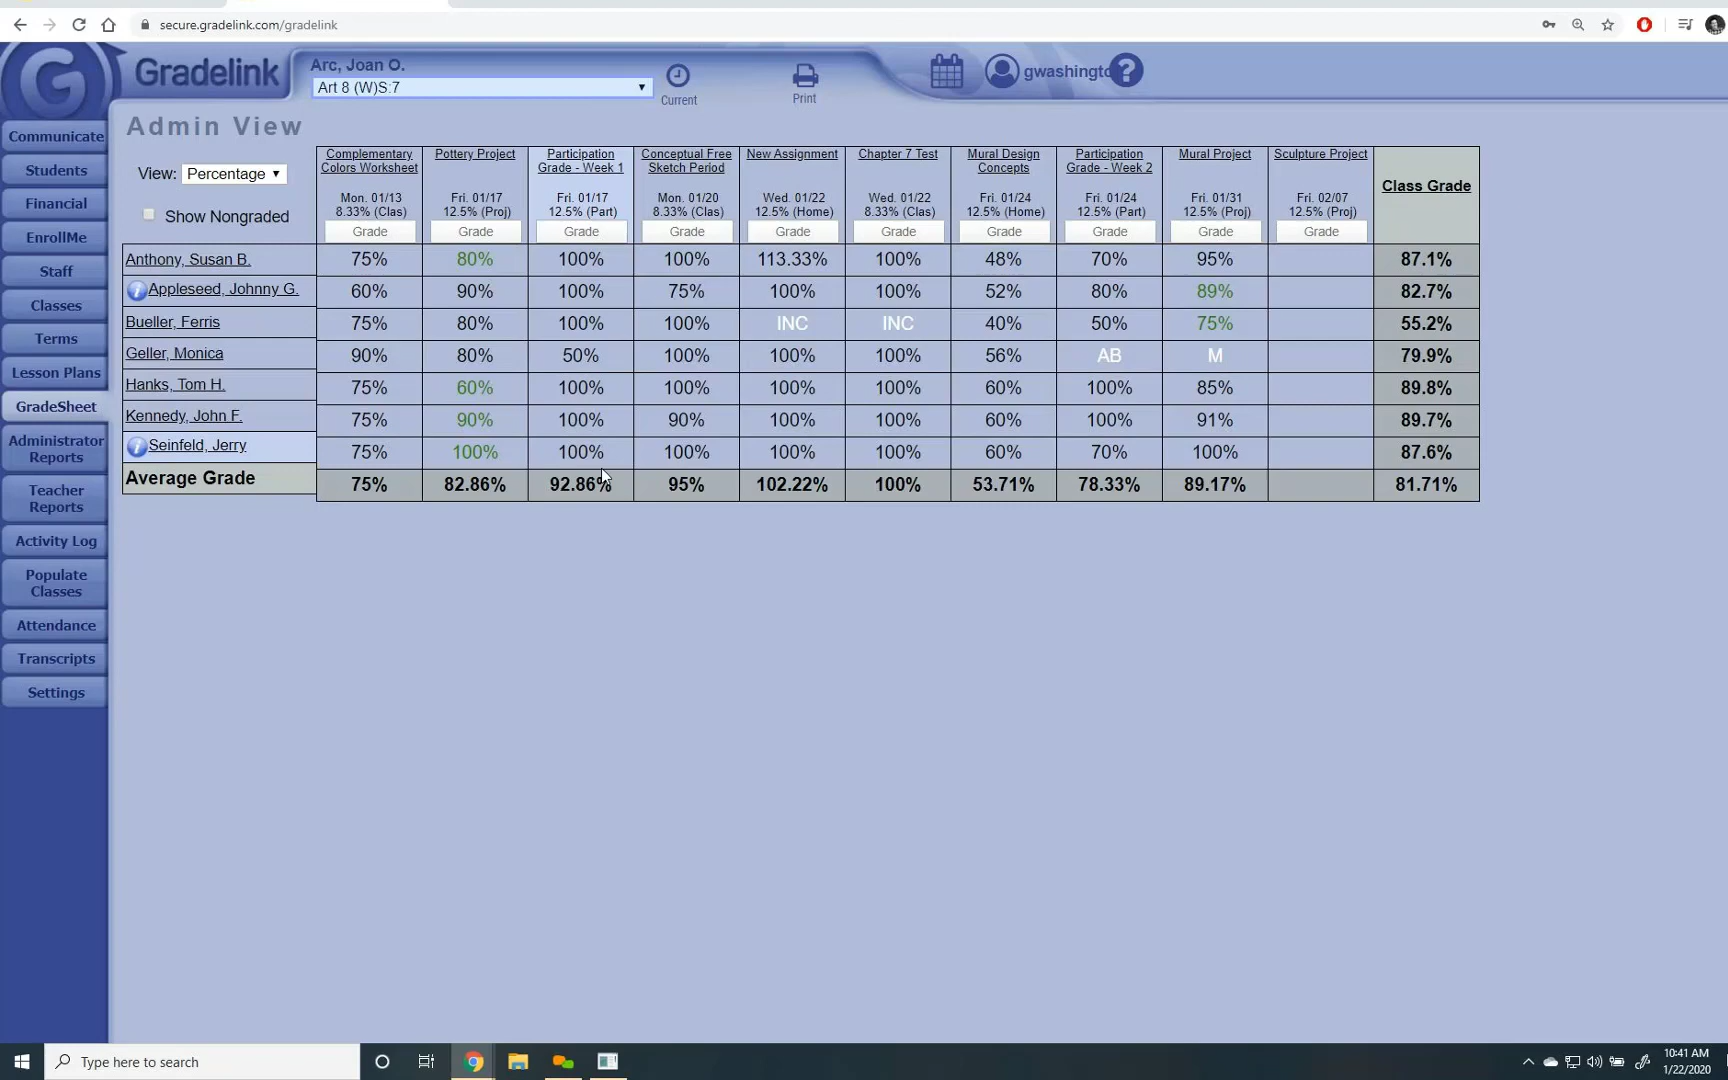 secure.gradelink.com/gradelink
G Gradelink
Arc, Joan O.
Art 8 (W)S:7
Current
Print
gwashingto
?
Communicate
Students
Financial
EnrollMe
Staff
Classes
Terms
Lesson Plans
GradeSheet
Administrator
Reports
Teacher
Reports
Activity Log
Populate
Classes
Attendance
Transcripts
Settings
Admin View
View: Percentage
Show Nongraded
Complementary
Colors Worksheet
Mon. 01/13
8.33% (Clas)
Grade
Pottery Project
Fri. 01/17
12.5% (Proj)
Grade
Participation
Grade - Week 1
Fri. 01/17
12.5% (Part)
Grade
Conceptual Free
Sketch Period
Mon. 01/20
8.33% (Clas)
Grade
New Assignment
Wed. 01/22
12.5% (Home)
Grade
Chapter 7 Test
Wed. 01/22
8.33% (Clas)
Grade
Mural Design
Concepts
Fri. 01/24
12.5% (Home)
Grade
Participation
Grade - Week 2
Fri. 01/24
12.5% (Part)
Grade
Mural Project
Fri. 01/31
12.5% (Proj)
Grade
Sculpture Project
Fri. 02/07
12.5% (Proj)
Grade
Class Grade
Anthony, Susan B. 75% 80% 100% 100% 113.33% 100% 48% 70% 95% 87.1%
i Appleseed, Johnny G. 60% 90% 100% 75% 100% 100% 52% 80% 89% 82.7%
Bueller, Ferris 75% 80% 100% 100% INC INC 40% 50% 75% 55.2%
Geller, Monica 90% 80% 50% 100% 100% 100% 56% AB M 79.9%
Hanks, Tom H. 75% 60% 100% 100% 100% 100% 60% 100% 85% 89.8%
Kennedy, John F. 75% 90% 100% 90% 100% 100% 60% 100% 91% 89.7%
i Seinfeld, Jerry 75% 100% 100% 100% 100% 100% 60% 70% 100% 87.6%
Average Grade 75% 82.86% 92.86% 95% 102.22% 100% 53.71% 78.33% 89.17% 81.71%
Type here to search
10:41 AM
1/22/2020